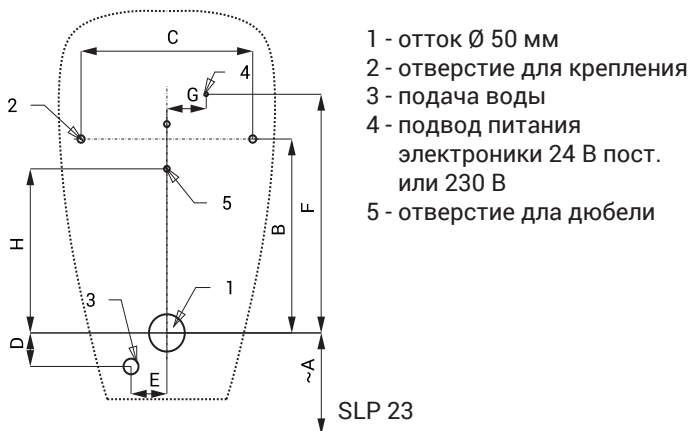 C
4
G
2
5
F
B
H
1
3
D
E
~A
1 - отток Ø 50 мм
2 - отверстие для крепления
3 - подача воды
4 - подвод питания
электроники 24 В пост.
или 230 В
5 - отверстие дла дюбели
SLP 23